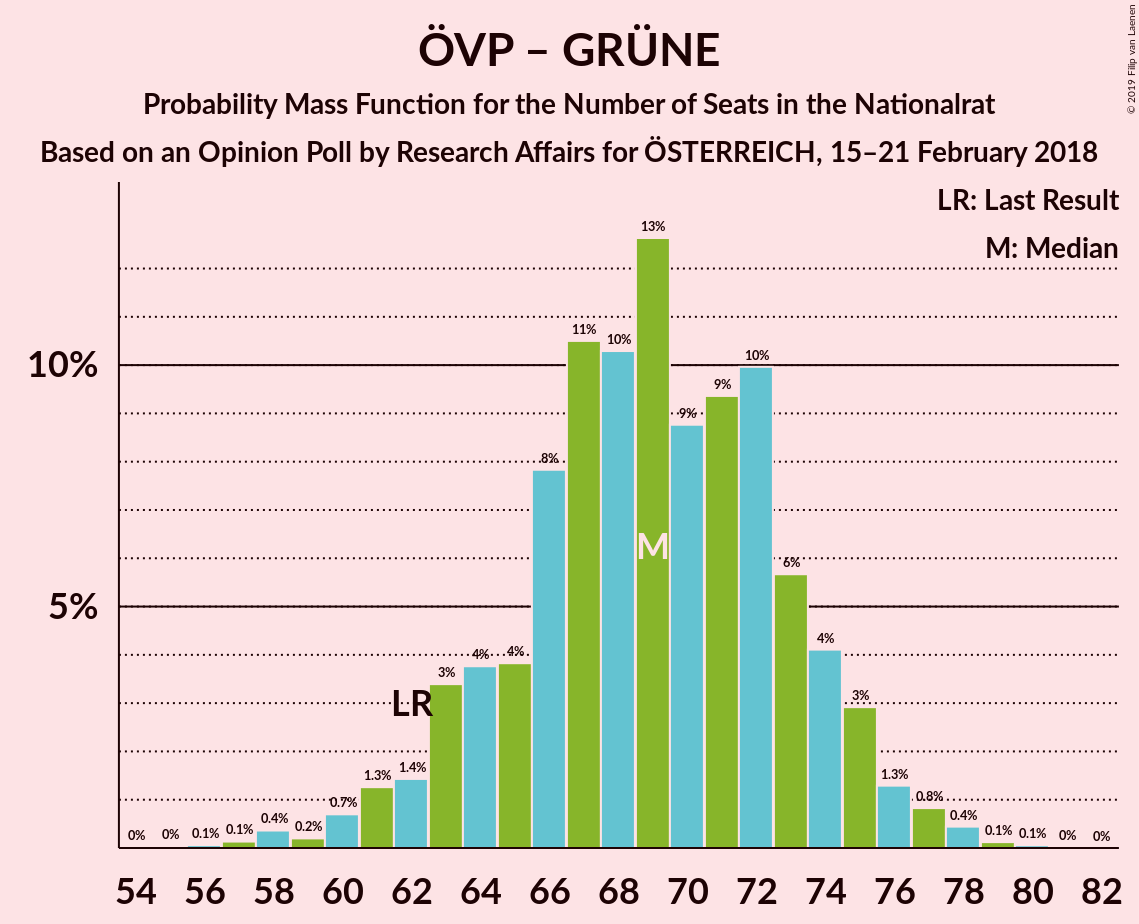 ÖVP – GRÜNE
© 2019 Filip van Laenen
Probability Mass Function for the Number of Seats in the Nationalrat
Based on an Opinion Poll by Research Affairs for ÖSTERREICH, 15–21 February 2018
LR: Last Result
M: Median
10%
5%
0% 0% 0.1% 0.1% 0.4% 0.2% 0.7% 1.3% 1.4% 3% 4% 4% 8% 11% 10% 13% 9% 9% 10% 6% 4% 3% 1.3% 0.8% 0.4% 0.1% 0.1% 0% 0%
LR
M
54 56 58 60 62 64 66 68 70 72 74 76 78 80 82